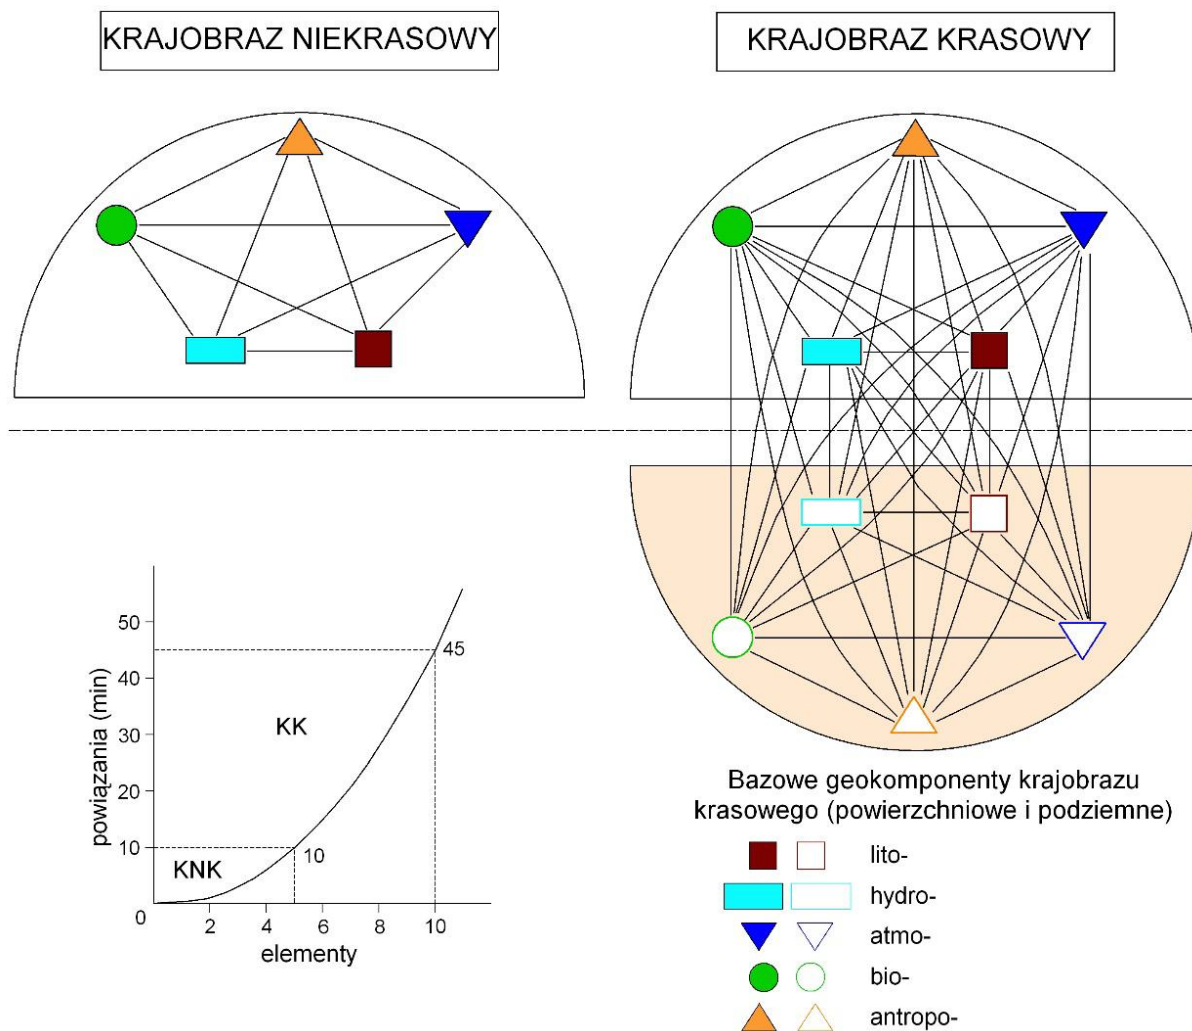 KRAJOBRAZ NIEKRASOWY
KRAJOBRAZ KRASOWY
powiązania (min)
50
40
30
20
10
0
2
4
6
8
10
elementy
KK
KNK
45
10
Bazowe geokomponenty krajobrazu
krasowego (powierzchniowe i podziemne)
lito-
hydro-
atmo-
bio-
antropo-